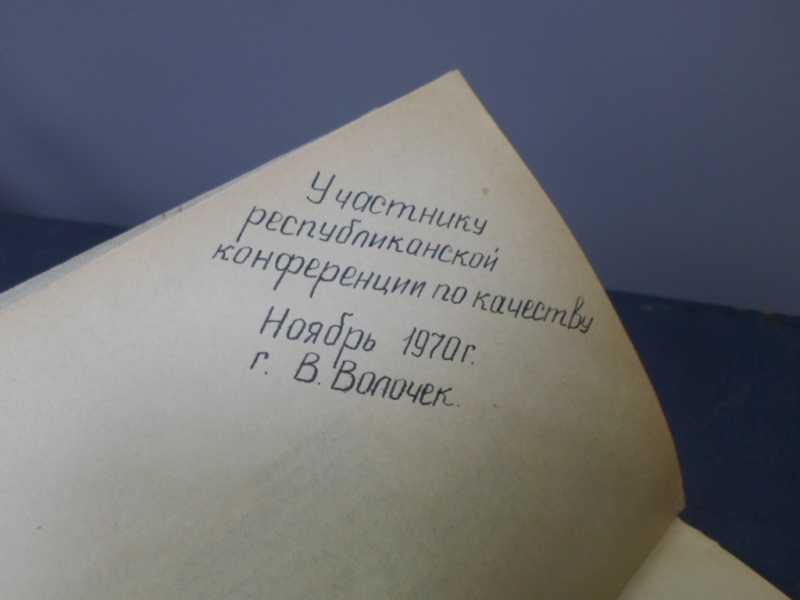 Участнику
республиканской
конференции по качеству
Ноябрь 1970г.
г. В. Волочек.